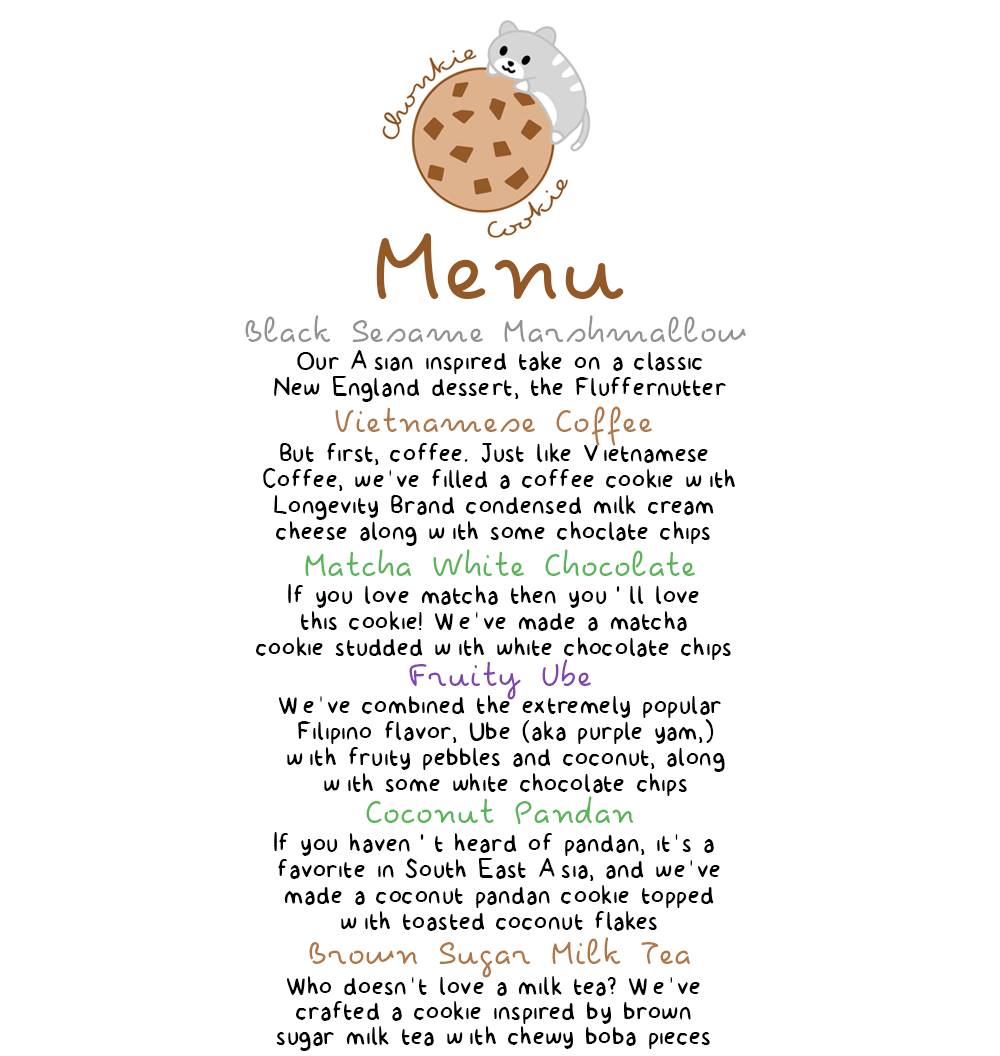 Chonkie
Cookie
Menu
Black Sesame Marshmallow
Our Asian inspired take on a classic
New England dessert, the Fluffernutter
Vietnamese Coffee
But first, coffee. Just like Vietnamese
Coffee, we've filled a coffee cookie with
Longevity Brand condensed milk cream
cheese along with some choclate chips
Matcha White Chocolate
If you love matcha then you'll love
this cookie! We've made a matcha
cookie studded with white chocolate chips
Fruity Ube
We've combined the extremely popular
Filipino flavor, Ube (aka purple yam,)
with fruity pebbles and coconut, along
with some white chocolate chips
Coconut Pandan
If you haven't heard of pandan, it's a
favorite in South East Asia, and we've
made a coconut pandan cookie topped
with toasted coconut flakes
Brown Sugar Milk Tea
Who doesn't love a milk tea? We've
crafted a cookie inspired by brown
sugar milk tea with chewy boba pieces